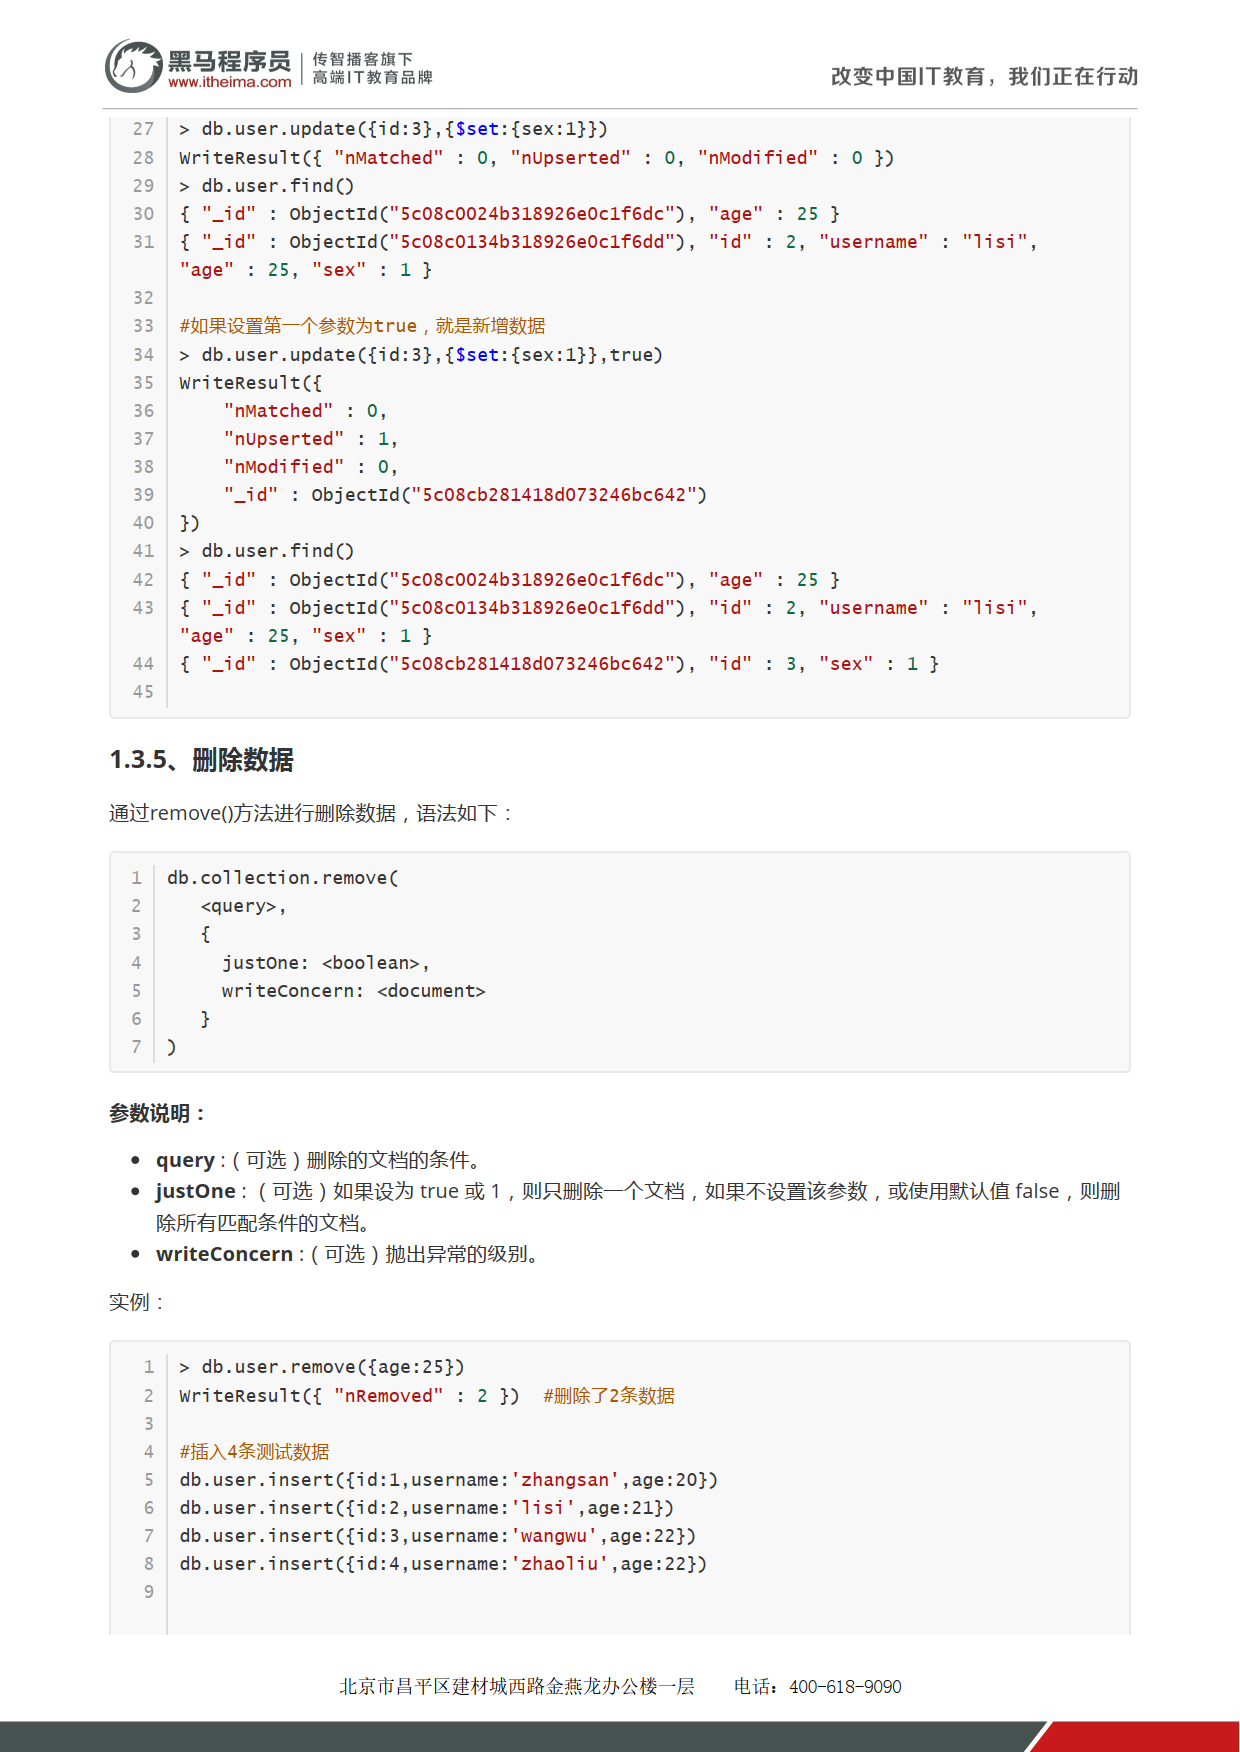 黑马程序员
www.itheima.com
传智播客旗下
高端IT教育品牌
改变中国IT教育，我们正在行动
27 > db.user.update({id:3},{$set:{sex:1}})
28 WriteResult({ "nMatched" : 0, "nUpserted" : 0, "nModified" : 0 })
29 > db.user.find()
30 { "_id" : ObjectId("5c08c0024b318926e0c1f6dc"), "age" : 25 }
31 { "_id" : ObjectId("5c08c0134b318926e0c1f6dd"), "id" : 2, "username" : "lisi",
"age" : 25, "sex" : 1 }
32
33 #如果设置第一个参数为true，就是新增数据
34 > db.user.update({id:3},{$set:{sex:1}},true)
35 WriteResult({
36     "nMatched" : 0,
37     "nUpserted" : 1,
38     "nModified" : 0,
39     "_id" : ObjectId("5c08cb281418d073246bc642")
40 })
41 > db.user.find()
42 { "_id" : ObjectId("5c08c0024b318926e0c1f6dc"), "age" : 25 }
43 { "_id" : ObjectId("5c08c0134b318926e0c1f6dd"), "id" : 2, "username" : "lisi",
"age" : 25, "sex" : 1 }
44 { "_id" : ObjectId("5c08cb281418d073246bc642"), "id" : 3, "sex" : 1 }
45
1.3.5、删除数据
通过remove()方法进行删除数据，语法如下：
1 db.collection.remove(
2    <query>,
3    {
4      justOne: <boolean>,
5      writeConcern: <document>
6    }
7 )
参数说明：
• query :（可选）删除的文档的条件。
• justOne : （可选）如果设为 true 或 1，则只删除一个文档，如果不设置该参数，或使用默认值 false，则删
除所有匹配条件的文档。
• writeConcern :（可选）抛出异常的级别。
实例：
1 > db.user.remove({age:25})
2 WriteResult({ "nRemoved" : 2 })  #删除了2条数据
3
4 #插入4条测试数据
5 db.user.insert({id:1,username:'zhangsan',age:20})
6 db.user.insert({id:2,username:'lisi',age:21})
7 db.user.insert({id:3,username:'wangwu',age:22})
8 db.user.insert({id:4,username:'zhaoliu',age:22})
9
北京市昌平区建材城西路金燕龙办公楼一层 电话：400-618-9090